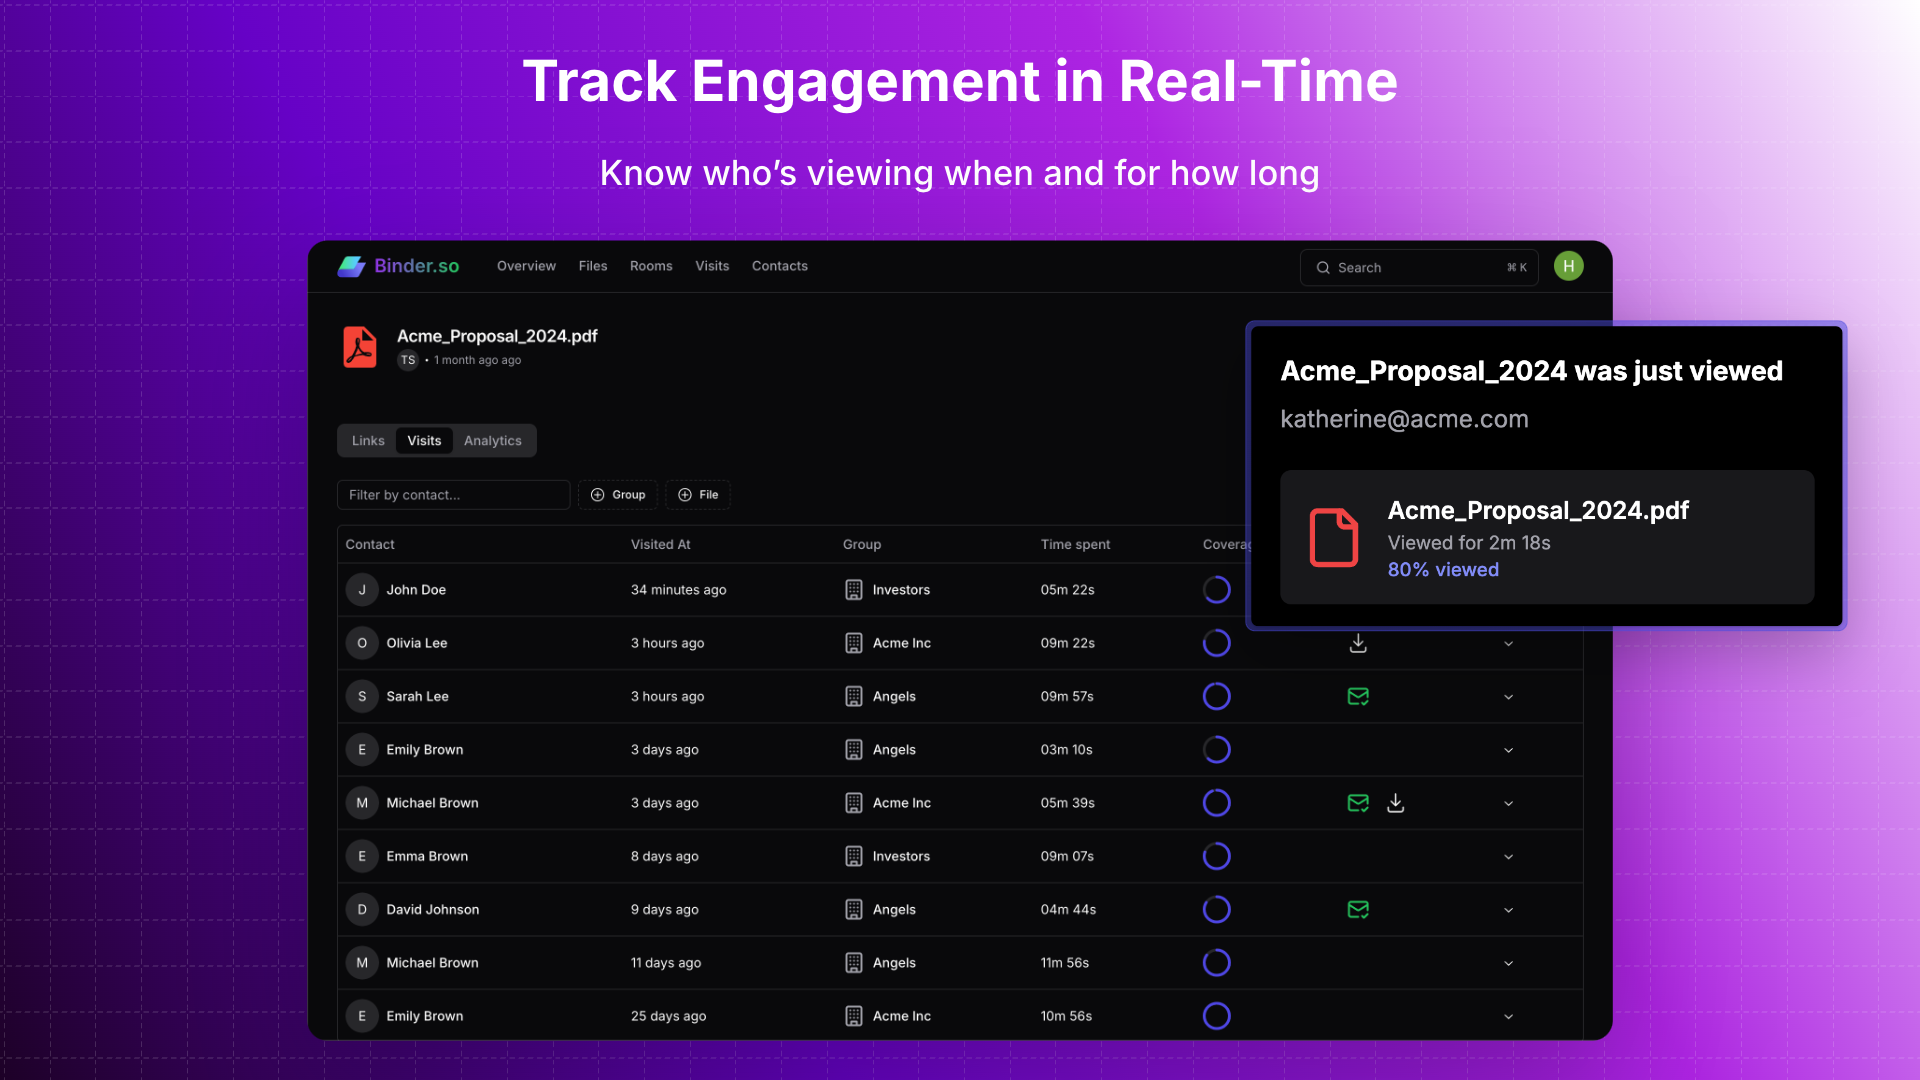 Track Engagement in Real-Time
Know who’s viewing when and for how long
Binder.so Overview Files Rooms Visits Contacts Search ⌘ K H
Acme_Proposal_2024.pdf
TS • 1 month ago ago
Acme_Proposal_2024 was just viewed
katherine@acme.com
Acme_Proposal_2024.pdf
Viewed for 2m 18s
80% viewed
Links Visits Analytics
Filter by contact... Group File
Contact Visited At Group Time spent Coverag
J John Doe 34 minutes ago Investors 05m 22s
O Olivia Lee 3 hours ago Acme Inc 09m 22s
S Sarah Lee 3 hours ago Angels 09m 57s
E Emily Brown 3 days ago Angels 03m 10s
M Michael Brown 3 days ago Acme Inc 05m 39s
E Emma Brown 8 days ago Investors 09m 07s
D David Johnson 9 days ago Angels 04m 44s
M Michael Brown 11 days ago Angels 11m 56s
E Emily Brown 25 days ago Acme Inc 10m 56s